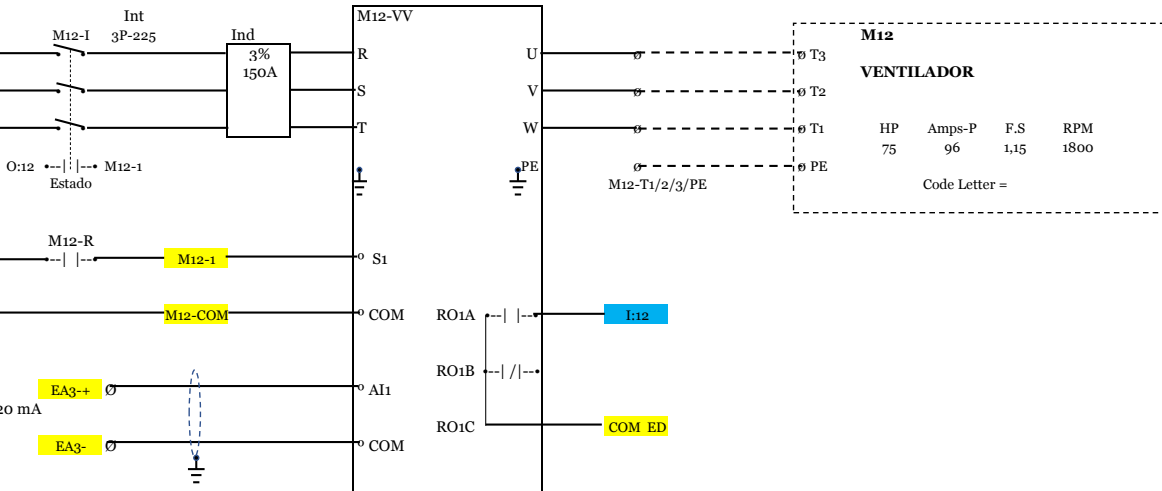 Int
M12-I 3P-225
Ind
3%
150A
M12-VV
R
S
T
U
V
W
PE
ø T3
ø T2
ø T1
ø PE
M12
VENTILADOR
HP Amps-P F.S RPM
75 96 1,15 1800
Code Letter =
O:12 M12-1
Estado
M12-T1/2/3/PE
M12-R
M12-1
S1
M12-COM
COM
RO1A
I:12
RO1B
EA3-+ Ø
AI1
20 mA
RO1C
COM ED
EA3- Ø
COM